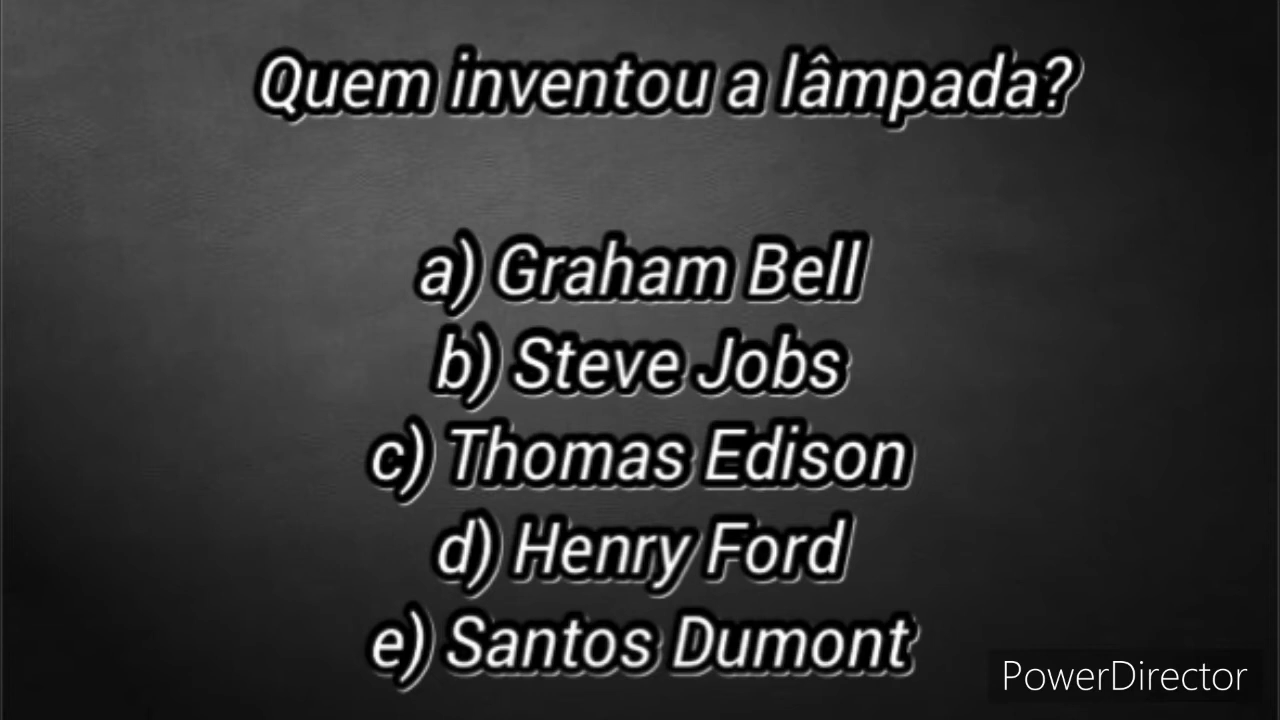 Quem inventou a lâmpada?
a) Graham Bell
b) Steve Jobs
c) Thomas Edison
d) Henry Ford
e) Santos Dumont
PowerDirector